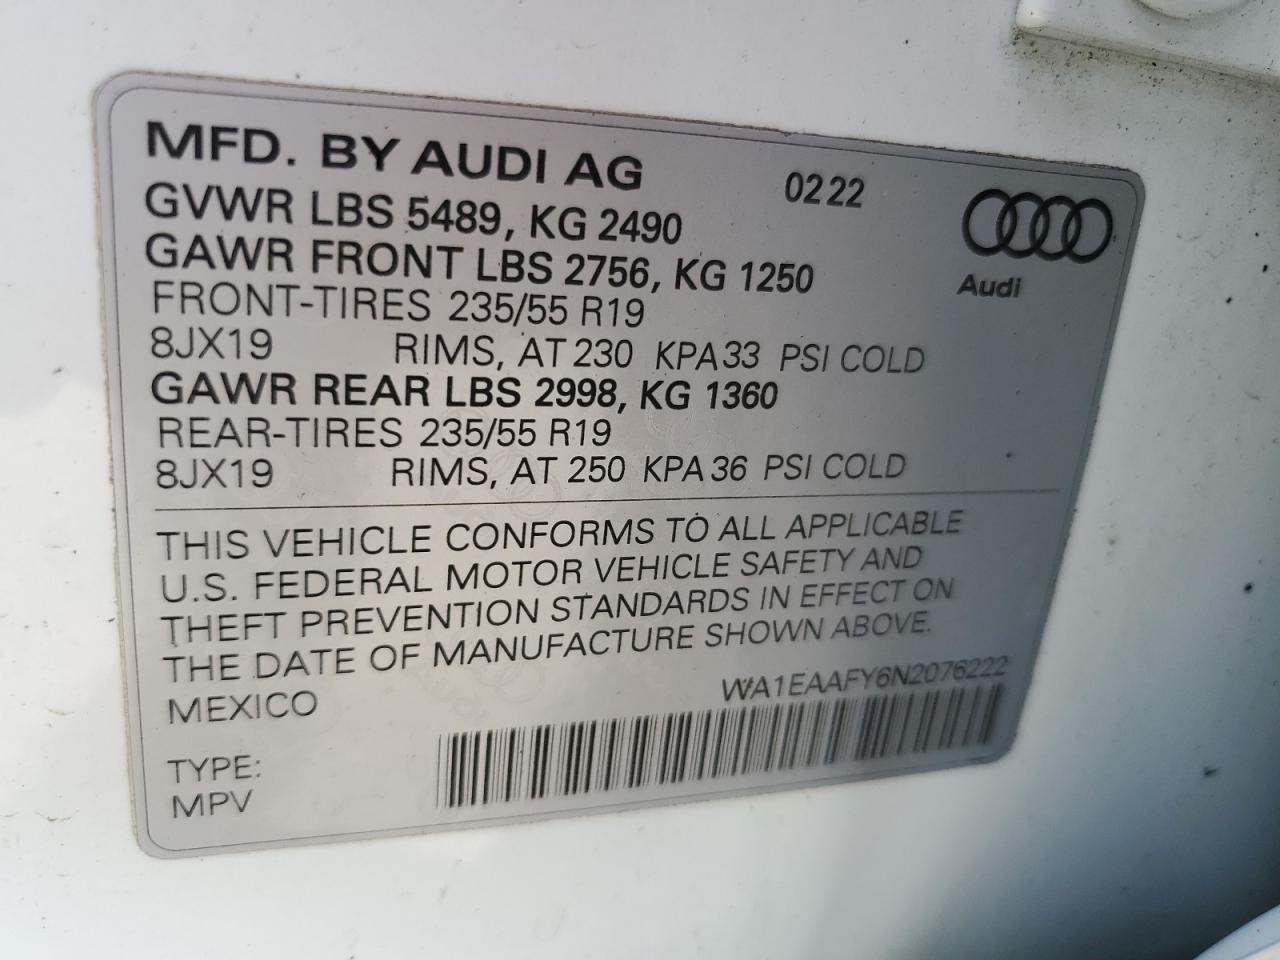 MFD. BY AUDI AG 0222
GVWR LBS 5489, KG 2490
Audi
GAWR FRONT LBS 2756, KG 1250
FRONT-TIRES 235/55 R19
8JX19 RIMS, AT 230 KPA 33 PSI COLD
GAWR REAR LBS 2998, KG 1360
REAR-TIRES 235/55 R19
8JX19 RIMS, AT 250 KPA 36 PSI COLD
THIS VEHICLE CONFORMS TO ALL APPLICABLE
U.S. FEDERAL MOTOR VEHICLE SAFETY AND
THEFT PREVENTION STANDARDS IN EFFECT ON
THE DATE OF MANUFACTURE SHOWN ABOVE.
MEXICO WA1EAAFY6N2076222
TYPE:
MPV